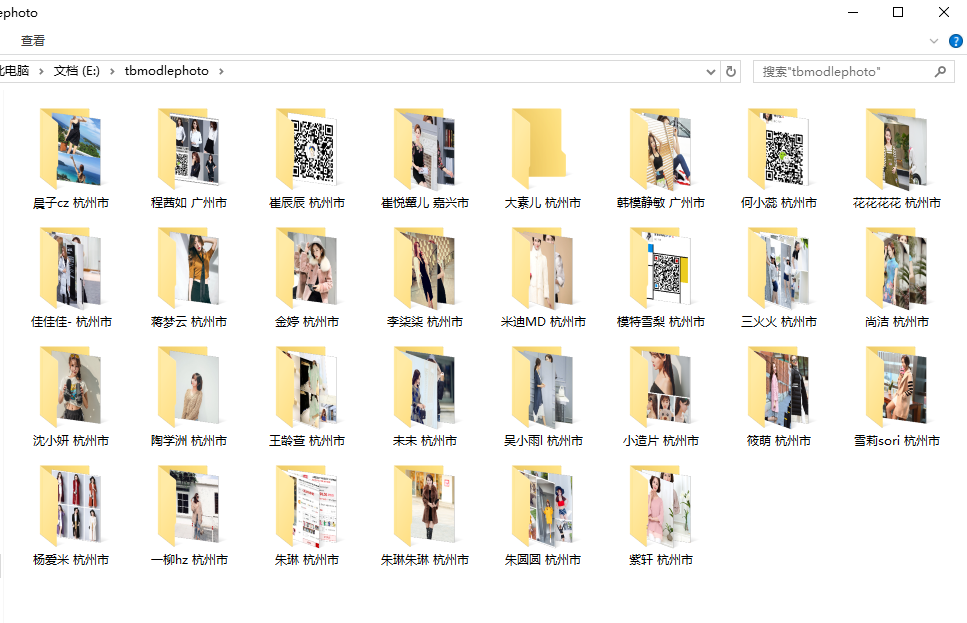 ephoto
查看
此电脑 › 文档 (E:) › tbmodlephoto ›
搜索"tbmodlephoto"
晨子cz 杭州市
程茜如 广州市
崔辰辰 杭州市
崔悦颦儿 嘉兴市
大素儿 杭州市
韩模静敏 广州市
何小蕊 杭州市
花花花花 杭州市
佳佳佳- 杭州市
蒋梦云 杭州市
金婷 杭州市
李柒柒 杭州市
米迪MD 杭州市
模特雪梨 杭州市
三火火 杭州市
尚洁 杭州市
沈小妍 杭州市
陶学洲 杭州市
王龄萱 杭州市
未未 杭州市
吴小雨l 杭州市
小造片 杭州市
筱萌 杭州市
雪莉sori 杭州市
杨爱米 杭州市
一柳hz 杭州市
朱琳 杭州市
朱琳朱琳 杭州市
朱圆圆 杭州市
紫轩 杭州市